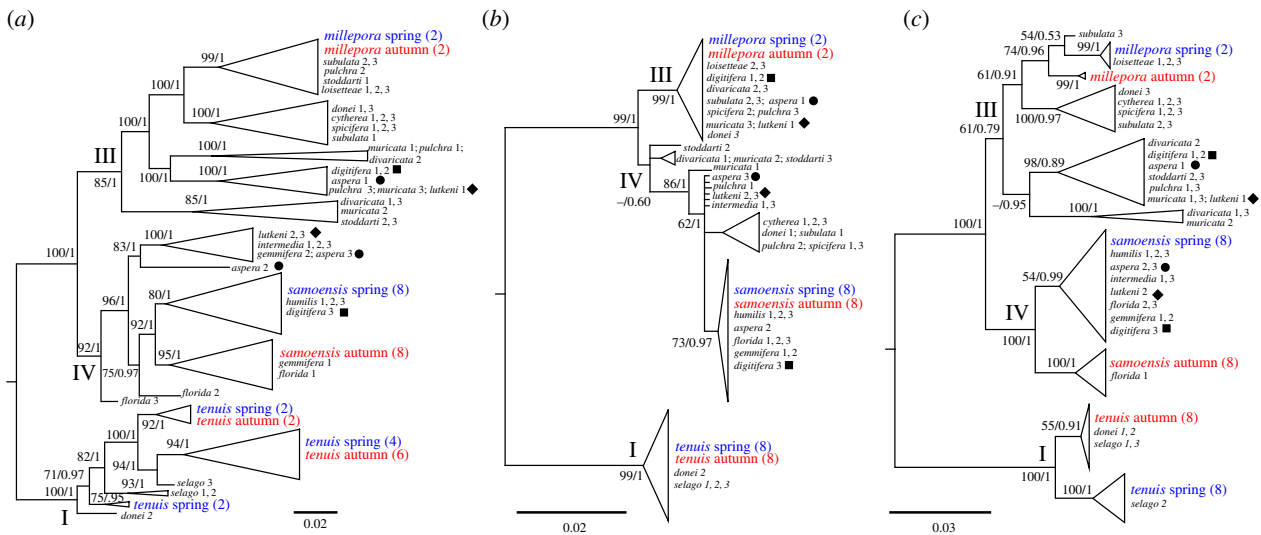 (a)
99/1
millepora spring (2)
millepora autumn (2)
subulata 2, 3
pulchra 2
stoddarti 1
loisetteae 1, 2, 3
100/1
100/1
donei 1, 3
cytherea 1, 2, 3
spicifera 1, 2, 3
subulata 1
100/1
III
100/1
muricata 1; pulchra 1;
divaricata 2
100/1
100/1
digitifera 1, 2
aspera 1
pulchra 3; muricata 3; lutkeni 1
85/1
85/1
divaricata 1, 3
muricata 2
stoddarti 2, 3
100/1
83/1
100/1
lutkeni 2, 3
intermedia 1, 2, 3
gemmifera 2; aspera 3
aspera 2
96/1
80/1
samoensis spring (8)
humilis 1, 2, 3
digitifera 3
92/1
92/1
95/1
samoensis autumn (8)
gemmifera 1
florida 1
IV
75/0.97
florida 2
florida 3
tenuis spring (2)
tenuis autumn (2)
92/1
100/1
94/1
tenuis spring (4)
tenuis autumn (6)
82/1
94/1
selago 3
71/0.97
93/1
selago 1, 2
100/1
75/.95
tenuis spring (2)
I
donei 2
0.02
(b)
millepora spring (2)
millepora autumn (2)
loisetteae 2, 3
digitifera 1, 2
divaricata 2, 3
subulata 2, 3; aspera 1
spicifera 2; pulchra 3
muricata 3; lutkeni 1
donei 3
III
99/1
99/1
stoddarti 2
divaricata 1; muricata 2; stoddarti 3
IV
muricata 1
86/1
aspera 3
pulchra 1
lutkeni 2, 3
intermedia 1, 3
–/0.60
62/1
cytherea 1, 2, 3
donei 1; subulata 1
pulchra 2; spicifera 1, 3
samoensis spring (8)
samoensis autumn (8)
humilis 1, 2, 3
aspera 2
florida 1, 2, 3
gemmifera 1, 2
digitifera 3
73/0.97
I
99/1
tenuis spring (8)
tenuis autumn (8)
donei 2
selago 1, 2, 3
0.02
(c)
54/0.53
subulata 3
74/0.96
99/1
millepora spring (2)
loisetteae 1, 2, 3
61/0.91
99/1
millepora autumn (2)
III
100/0.97
donei 3
cytherea 1, 2, 3
spicifera 1, 2, 3
subulata 2, 3
61/0.79
98/0.89
divaricata 2
digitifera 1, 2
aspera 1
stoddarti 2, 3
pulchra 1, 3
muricata 1, 3; lutkeni 1
–/0.95
100/1
divaricata 1, 3
muricata 2
100/1
54/0.99
samoensis spring (8)
humilis 1, 2, 3
aspera 2, 3
intermedia 1, 3
lutkeni 2
florida 2, 3
gemmifera 1, 2
digitifera 3
IV
100/1
100/1
samoensis autumn (8)
florida 1
55/0.91
tenuis autumn (8)
donei 1, 2
selago 1, 3
I
100/1
100/1
tenuis spring (8)
selago 2
0.03